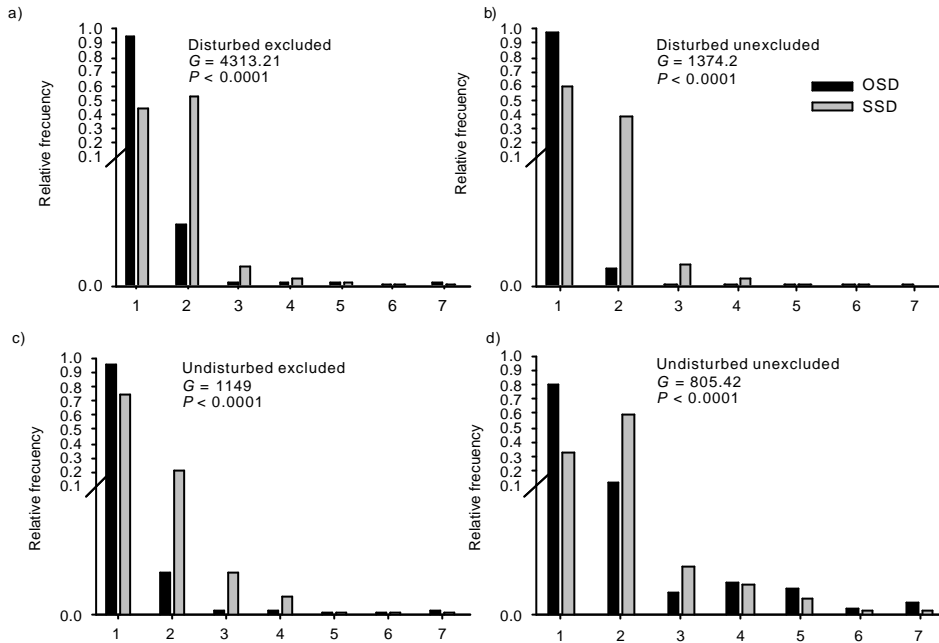 a)
1.0
0.9
0.8
0.7
0.6
0.5
0.4
0.3
0.2
0.1
0.0
Relative frecuency
Disturbed excluded
G = 4313.21
P < 0.0001
1 2 3 4 5 6 7
b)
1.0
0.9
0.8
0.7
0.6
0.5
0.4
0.3
0.2
0.1
0.0
Relative frecuency
Disturbed unexcluded
G = 1374.2
P < 0.0001
OSD
SSD
1 2 3 4 5 6 7
c)
1.0
0.9
0.8
0.7
0.6
0.5
0.4
0.3
0.2
0.1
0.0
Relative frecuency
Undisturbed excluded
G = 1149
P < 0.0001
1 2 3 4 5 6 7
d)
1.0
0.9
0.8
0.7
0.6
0.5
0.4
0.3
0.2
0.1
0.0
Relative frecuency
Undisturbed unexcluded
G = 805.42
P < 0.0001
1 2 3 4 5 6 7